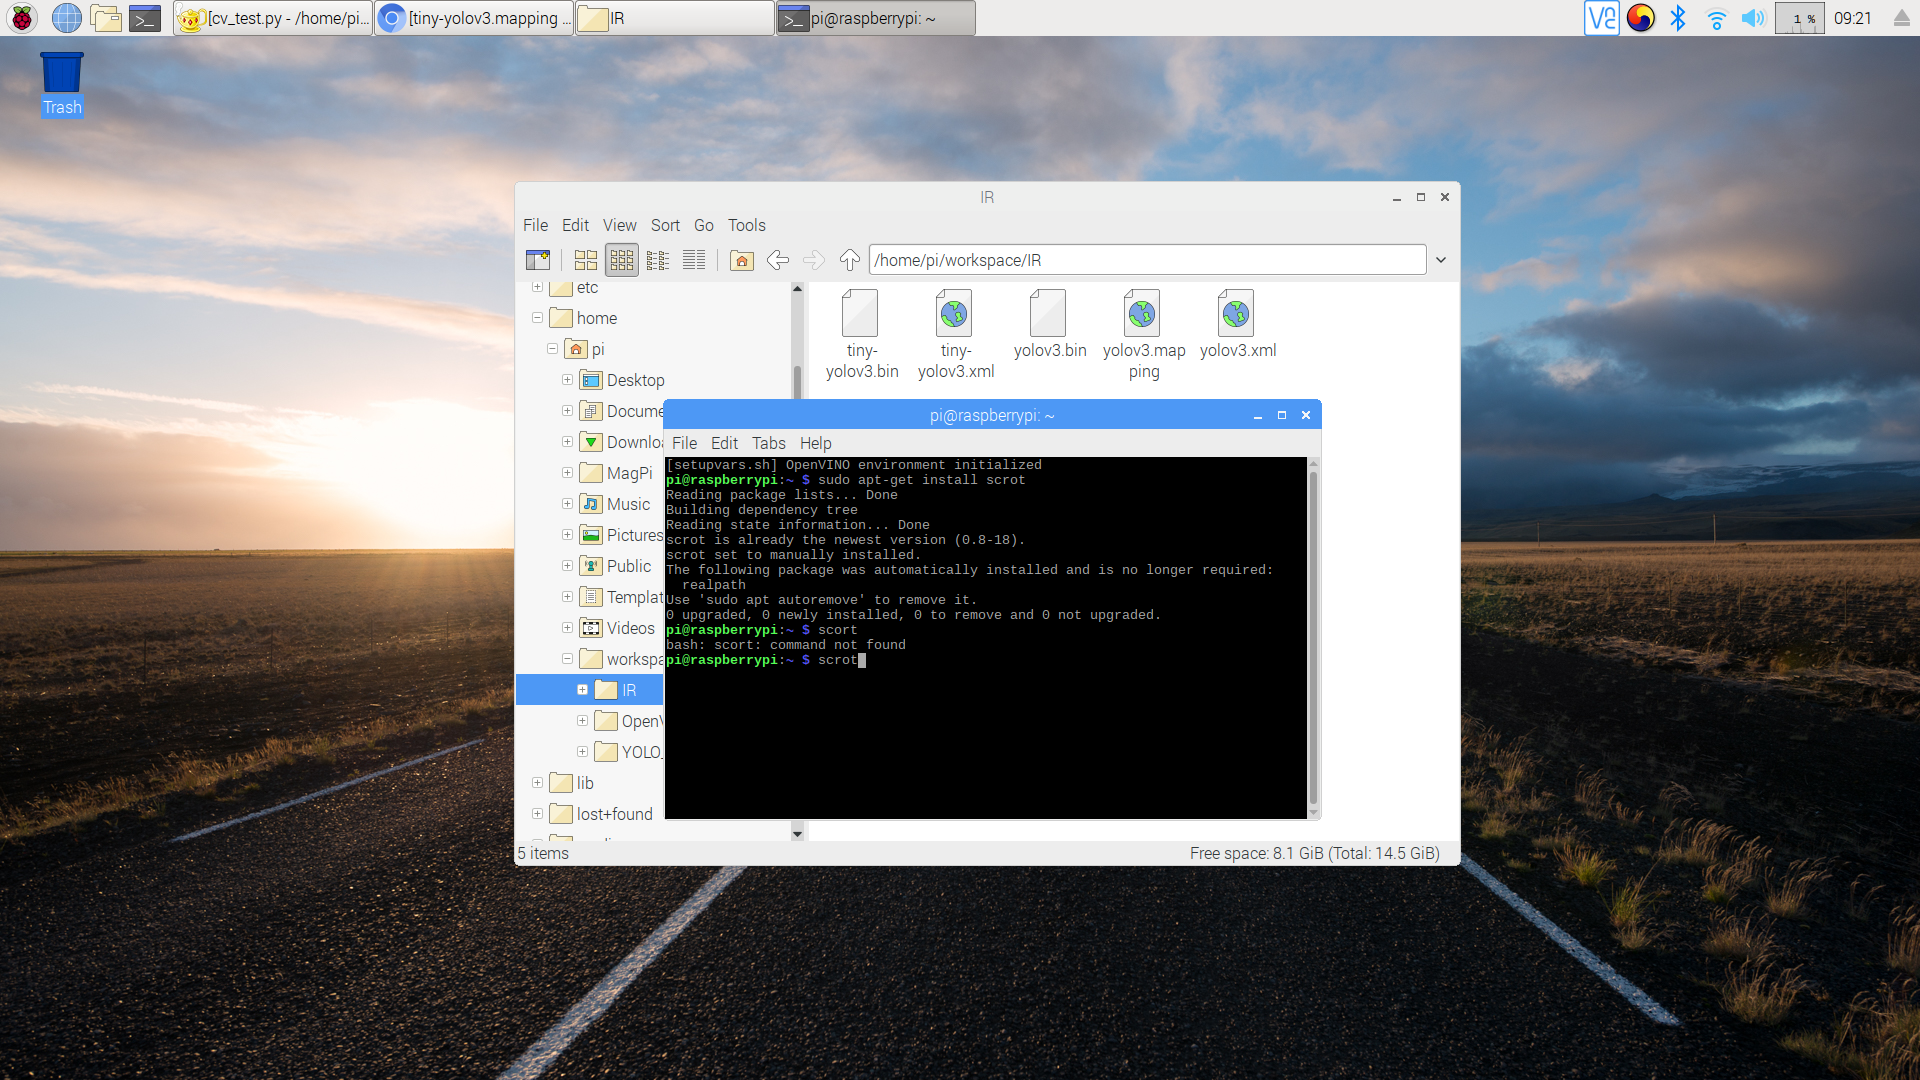 [cv_test.py - /home/pi...
[tiny-yolov3.mapping ...
IR
pi@raspberrypi: ~
1 %
09:21
Trash
IR
File Edit View Sort Go Tools
/home/pi/workspace/IR
etc
home
pi
Desktop
Docume
Downloa
MagPi
Music
Pictures
Public
Templat
Videos
workspa
IR
OpenV
YOLO_
lib
lost+found
tiny-
yolov3.bin
tiny-
yolov3.xml
yolov3.bin
yolov3.map
ping
yolov3.xml
5 items
Free space: 8.1 GiB (Total: 14.5 GiB)
pi@raspberrypi: ~
File Edit Tabs Help
[setupvars.sh] OpenVINO environment initialized
pi@raspberrypi:~ $ sudo apt-get install scrot
Reading package lists... Done
Building dependency tree
Reading state information... Done
scrot is already the newest version (0.8-18).
scrot set to manually installed.
The following package was automatically installed and is no longer required:
  realpath
Use 'sudo apt autoremove' to remove it.
0 upgraded, 0 newly installed, 0 to remove and 0 not upgraded.
pi@raspberrypi:~ $ scort
bash: scort: command not found
pi@raspberrypi:~ $ scrot